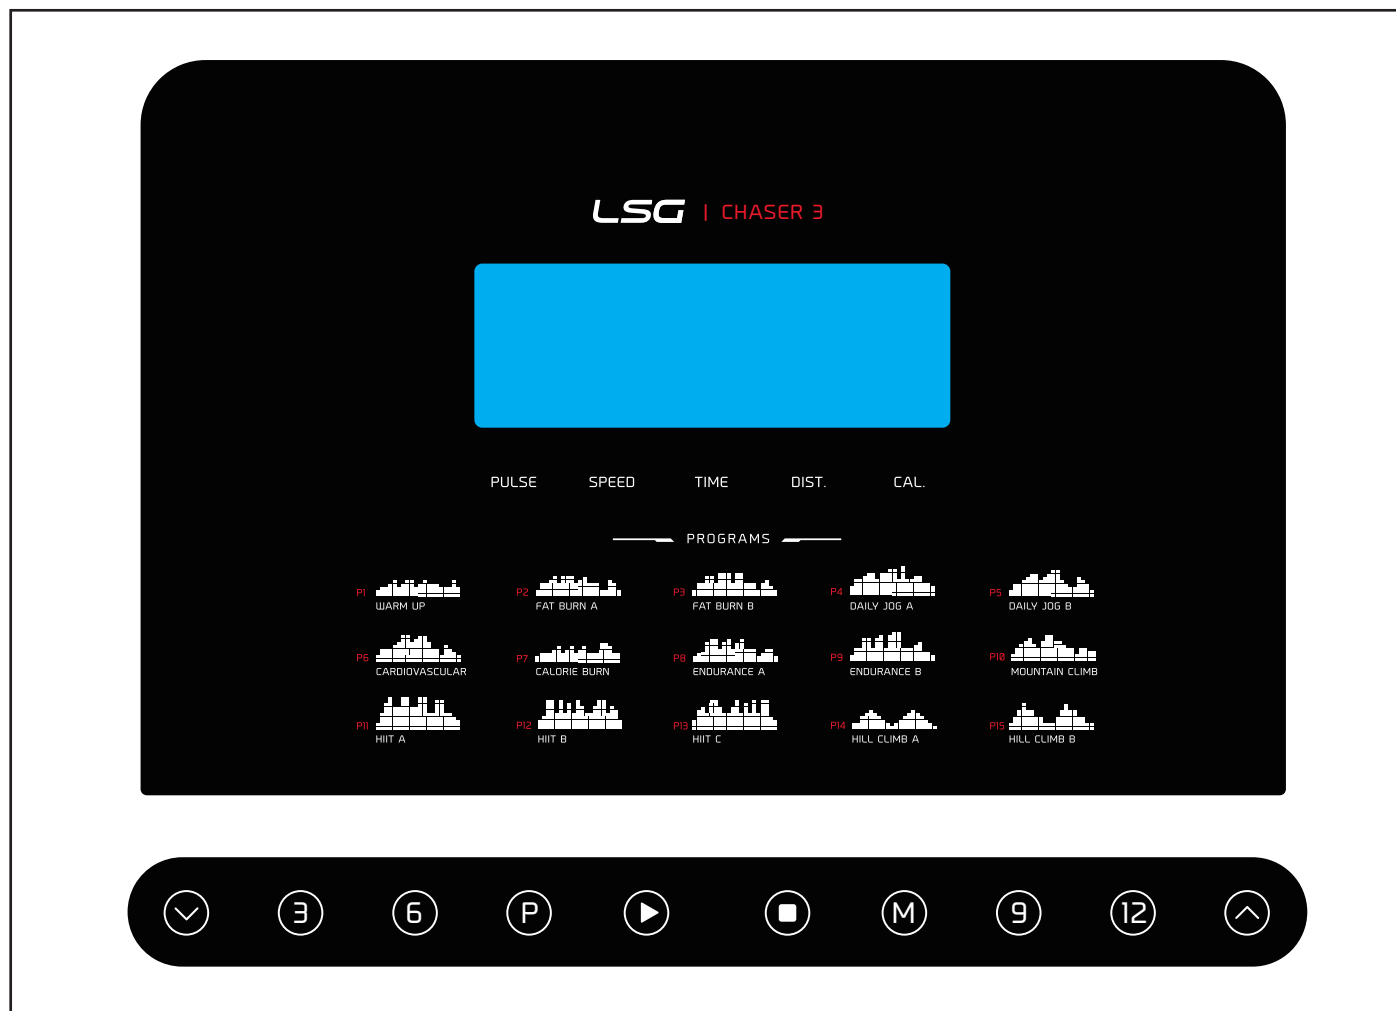 LSG | CHASER 3
PULSE SPEED TIME DIST. CAL.
PROGRAMS
P1 P2 P3 P4 P5
WARM UP FAT BURN A FAT BURN B DAILY JOG A DAILY JOG B
P6 P7 P8 P9 P10
CARDIOVASCULAR CALORIE BURN ENDURANCE A ENDURANCE B MOUNTAIN CLIMB
P11 P12 P13 P14 P15
HIIT A HIIT B HIIT C HILL CLIMB A HILL CLIMB B
3 6 P M 9 12